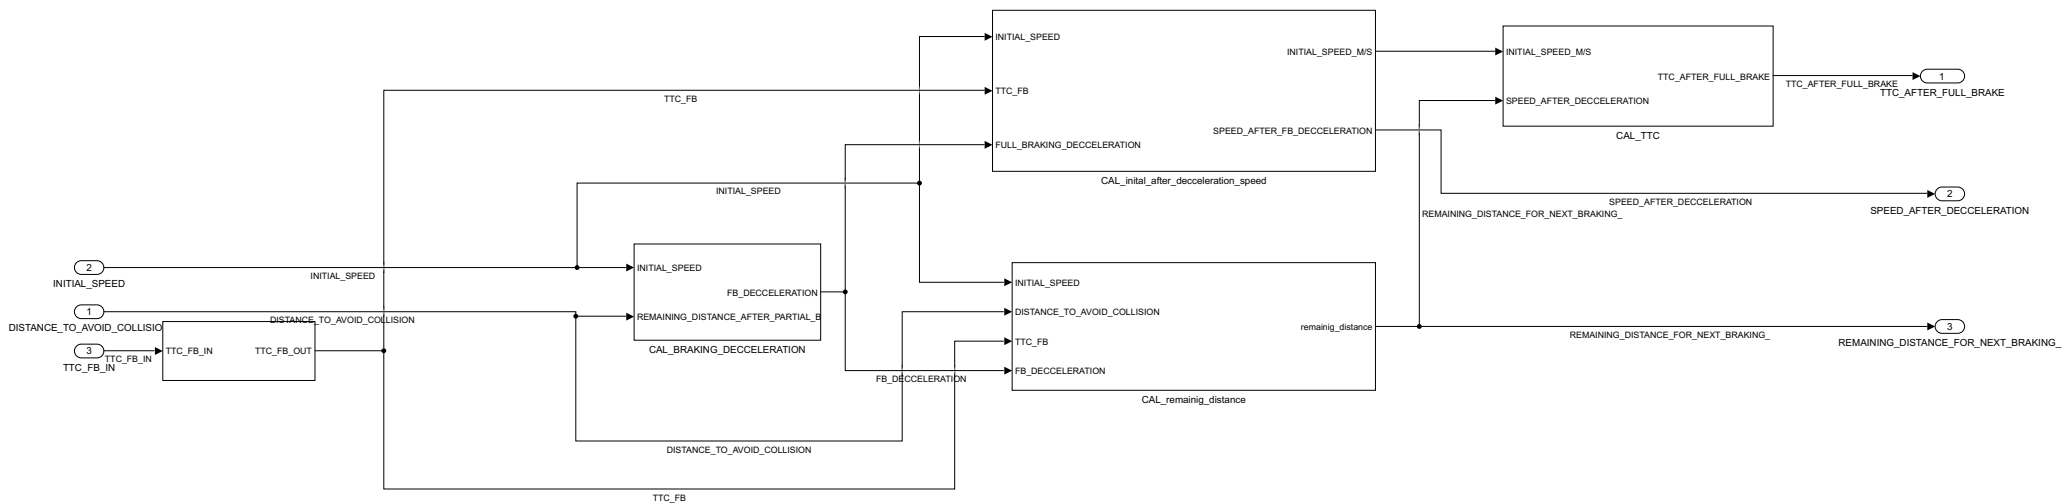 INITIAL_SPEED
TTC_FB
FULL_BRAKING_DECCELERATION
INITIAL_SPEED_M/S
SPEED_AFTER_FB_DECCELERATION
CAL_inital_after_decceleration_speed
INITIAL_SPEED_M/S
SPEED_AFTER_DECCELERATION
TTC_AFTER_FULL_BRAKE
CAL_TTC
TTC_AFTER_FULL_BRAKE
1
TTC_AFTER_FULL_BRAKE
TTC_FB
INITIAL_SPEED
SPEED_AFTER_DECCELERATION
2
SPEED_AFTER_DECCELERATION
REMAINING_DISTANCE_FOR_NEXT_BRAKING_
2
INITIAL_SPEED
INITIAL_SPEED
INITIAL_SPEED
REMAINING_DISTANCE_AFTER_PARTIAL_B
FB_DECCELERATION
CAL_BRAKING_DECCELERATION
1
DISTANCE_TO_AVOID_COLLISIO
DISTANCE_TO_AVOID_COLLISION
3
TTC_FB_IN
TTC_FB_IN
TTC_FB_IN
TTC_FB_OUT
INITIAL_SPEED
DISTANCE_TO_AVOID_COLLISION
TTC_FB
FB_DECCELERATION
remainig_distance
CAL_remainig_distance
FB_DECCELERATION
REMAINING_DISTANCE_FOR_NEXT_BRAKING_
3
REMAINING_DISTANCE_FOR_NEXT_BRAKING_
DISTANCE_TO_AVOID_COLLISION
TTC_FB